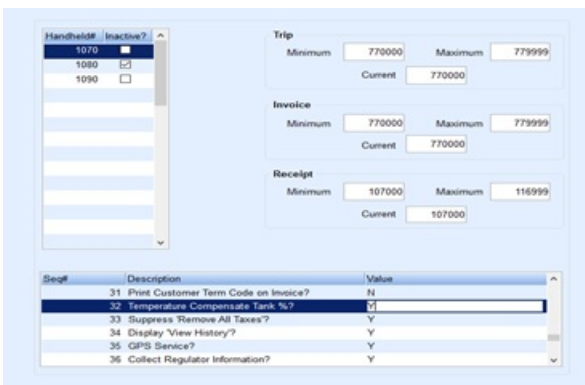 Handheld# Inactive?
1070
1080
1090
Trip
Minimum 770000 Maximum 779999
Current 770000
Invoice
Minimum 770000 Maximum 779999
Current 770000
Receipt
Minimum 107000 Maximum 116999
Current 107000
Seq# Description Value
31 Print Customer Term Code on Invoice? N
32 Temperature Compensate Tank %? Y
33 Suppress 'Remove All Taxes'? Y
34 Display 'View History'? Y
35 GPS Service? Y
36 Collect Regulator Information? Y